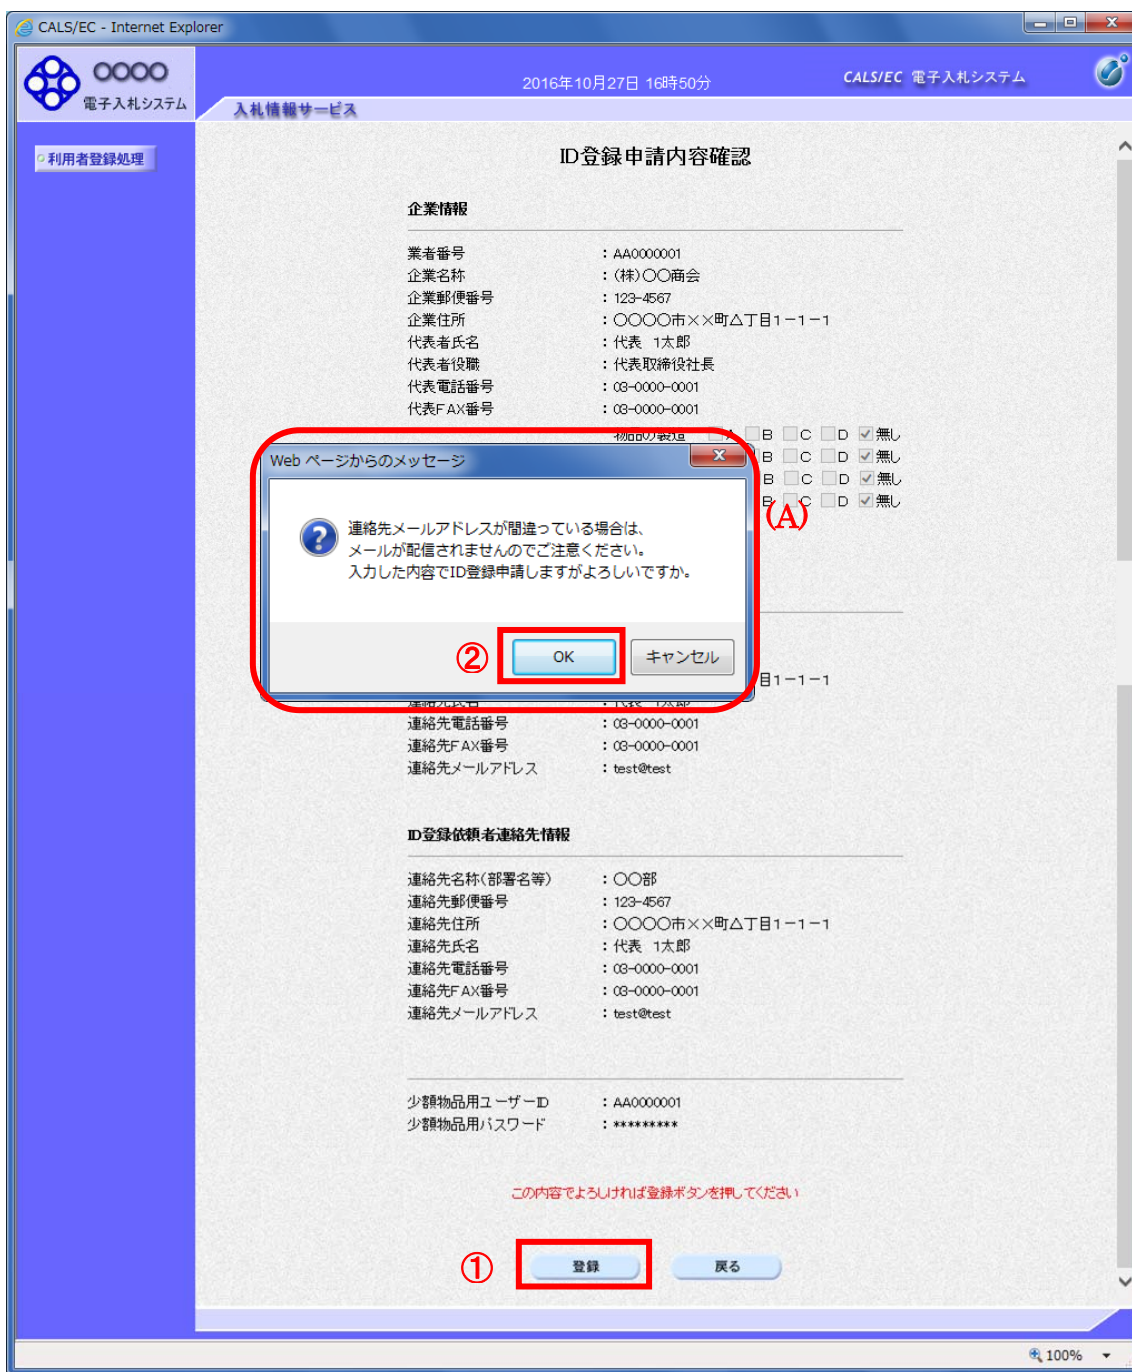 CALS/EC - Internet Explorer
○○○○
電子入札システム
2016年10月27日 16時50分
CALS/EC 電子入札システム
入札情報サービス
利用者登録処理
ID登録申請内容確認
企業情報
業者番号 ：AA0000001
企業名称 ：(株)○○商会
企業郵便番号 ：123-4567
企業住所 ：○○○○市××町△丁目1-1-1
代表者氏名 ：代表 1太郎
代表者役職 ：代表取締役社長
代表電話番号 ：03-0000-0001
代表FAX番号 ：03-0000-0001
物品の製造 A B C D 無し
B C D 無し
B C D 無し
B C D 無し
(A)
Web ページからのメッセージ
連絡先メールアドレスが間違っている場合は、
メールが配信されませんのでご注意ください。
入力した内容でID登録申請しますがよろしいですか。
② OK キャンセル
目1-1-1
連絡先氏名 ：代表 1太郎
連絡先電話番号 ：03-0000-0001
連絡先FAX番号 ：03-0000-0001
連絡先メールアドレス ：test@test
ID登録依頼者連絡先情報
連絡先名称(部署名等) ：○○部
連絡先郵便番号 ：123-4567
連絡先住所 ：○○○○市××町△丁目1-1-1
連絡先氏名 ：代表 1太郎
連絡先電話番号 ：03-0000-0001
連絡先FAX番号 ：03-0000-0001
連絡先メールアドレス ：test@test
少額物品用ユーザーID ：AA0000001
少額物品用パスワード ：*********
この内容でよろしければ登録ボタンを押してください
① 登録 戻る
100%